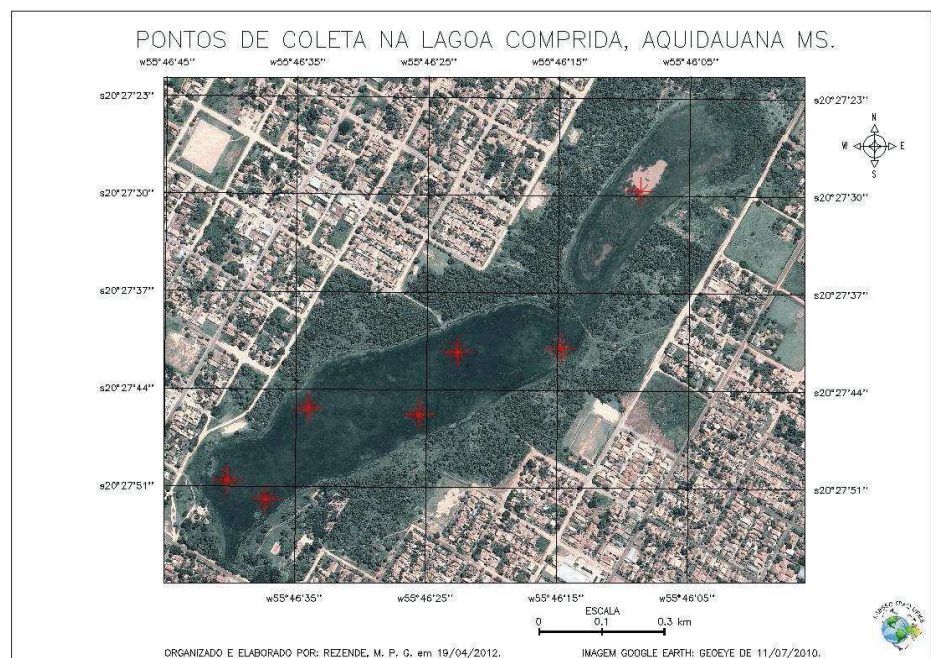 PONTOS DE COLETA NA LAGOA COMPRIDA, AQUIDAUANA MS.
w55°46'45'' w55°46'35'' w55°46'25'' w55°46'15'' w55°46'05''
s20°27'23'' s20°27'23''
N
W E
S
s20°27'30'' s20°27'30''
s20°27'37'' s20°27'37''
s20°27'44'' s20°27'44''
s20°27'51'' s20°27'51''
w55°46'35'' w55°46'25'' w55°46'15'' w55°46'05''
ESCALA
0 0.1 0.3 km
ORGANIZADO E ELABORADO POR: REZENDE, M. P. G. em 19/04/2012. IMAGEM GOOGLE EARTH: GEOEYE DE 11/07/2010.